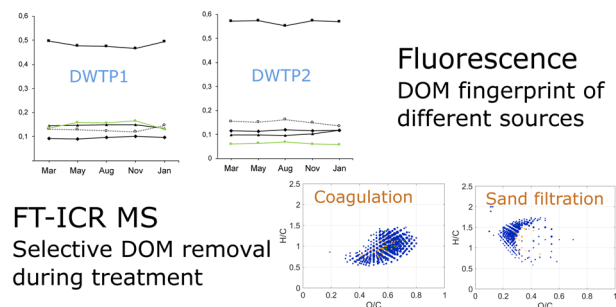 0,6
0,5
0,4
0,3
0,2
0,1
DWTP1
Mar May Aug Nov Jan
0,6
0,5
0,4
0,3
0,2
0,1
0
DWTP2
Mar May Aug Nov Jan
Fluorescence
DOM fingerprint of
different sources
FT-ICR MS
Selective DOM removal
during treatment
Coagulation
2.5
2
1.5
1
0.5
0
H/C
0 0.2 0.4 0.6 0.8 1
O/C
Sand filtration
2.5
2
1.5
1
0.5
0
H/C
0 0.2 0.4 0.6 0.8 1
O/C